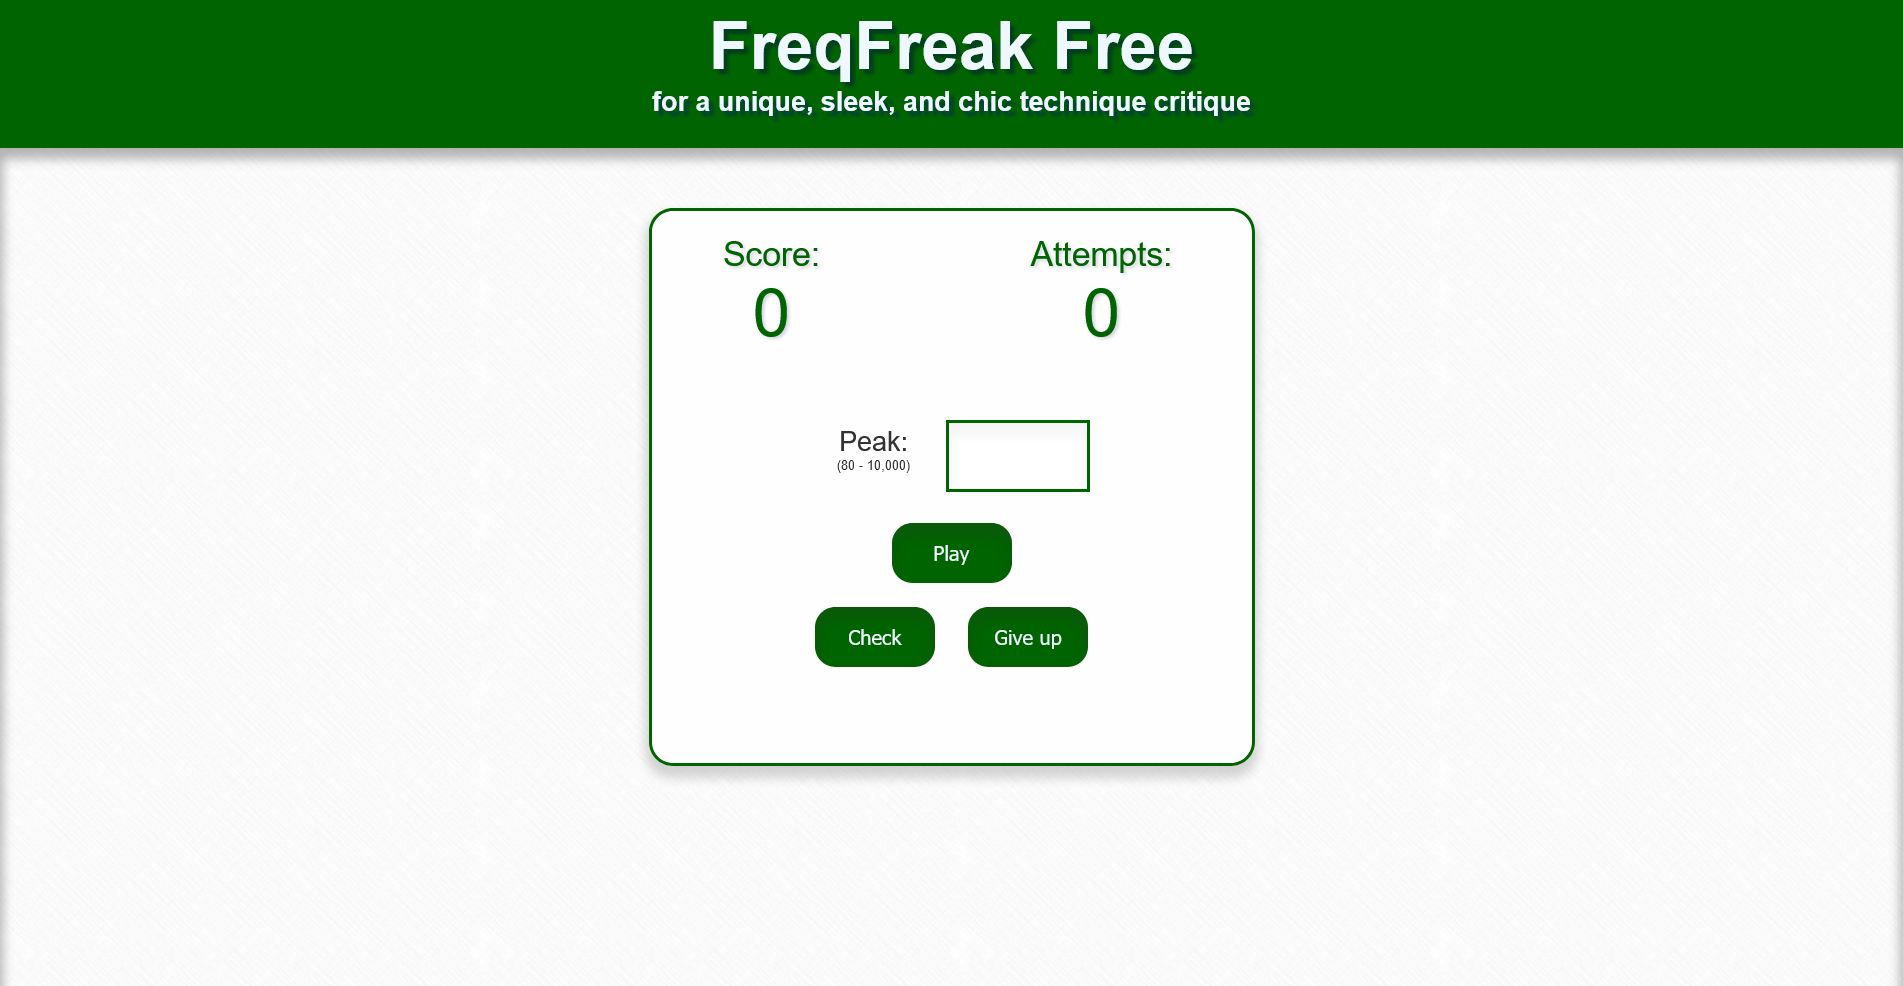 FreqFreak Free
for a unique, sleek, and chic technique critique
Score:
0
Attempts:
0
Peak:
(80 - 10,000)
Play
Check
Give up